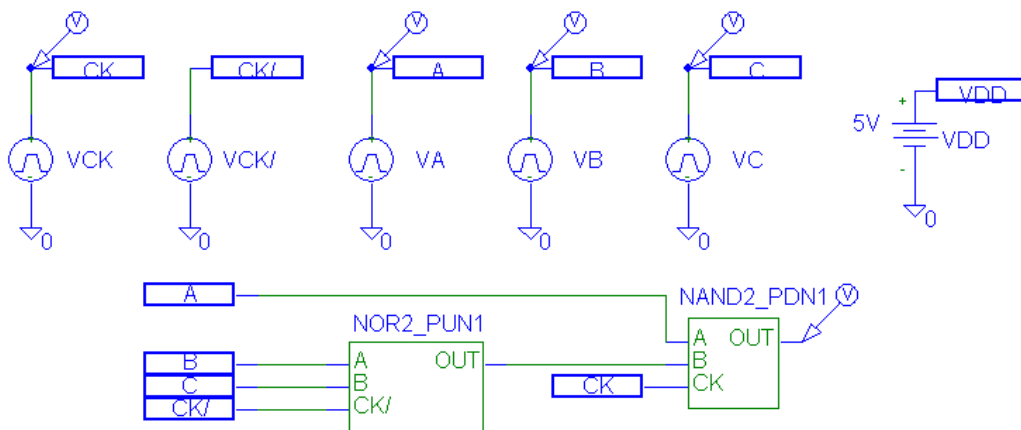 V V V V
CK CK/ A B C VDD
+
5V
VCK VCK/ VA VB VC VDD
-
0 0 0 0 0 0
A NAND2_PDN1 V
NOR2_PUN1
A OUT
B A OUT B
C B CK CK
CK/ CK/